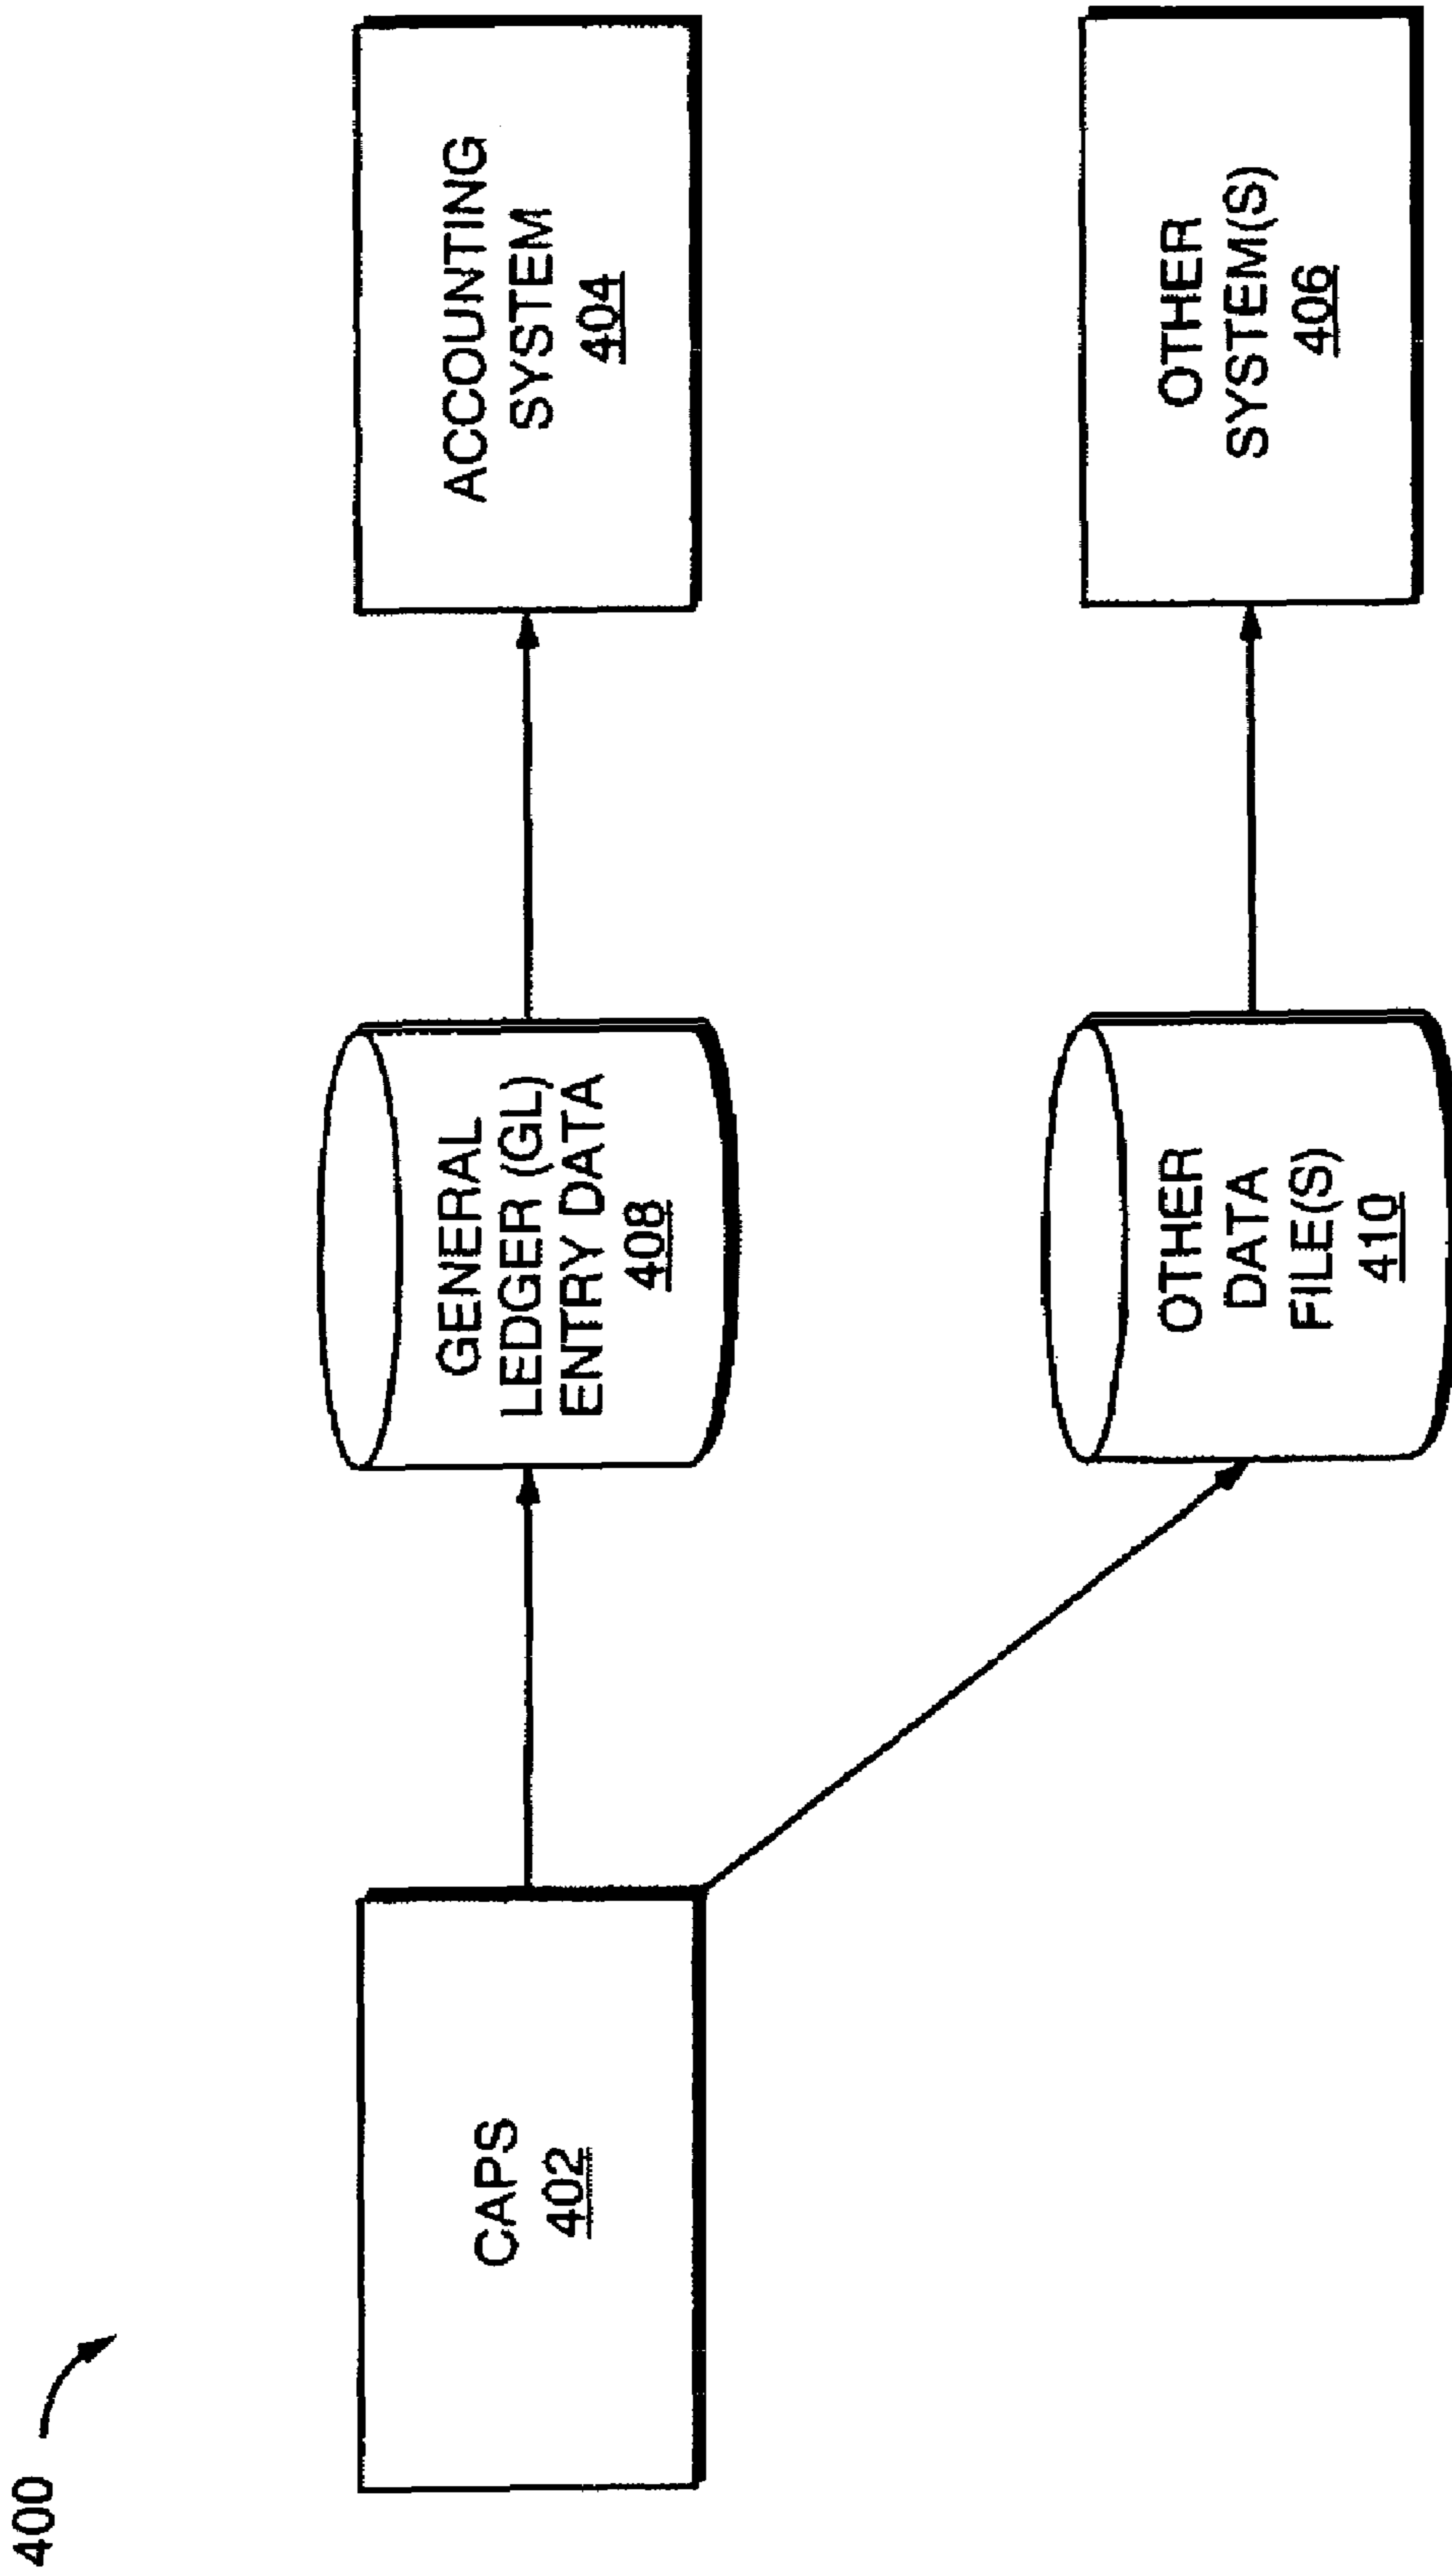 400
CAPS
402
GENERAL
LEDGER (GL)
ENTRY DATA
408
ACCOUNTING
SYSTEM
404
OTHER
DATA
FILE(S)
410
OTHER
SYSTEM(S)
406